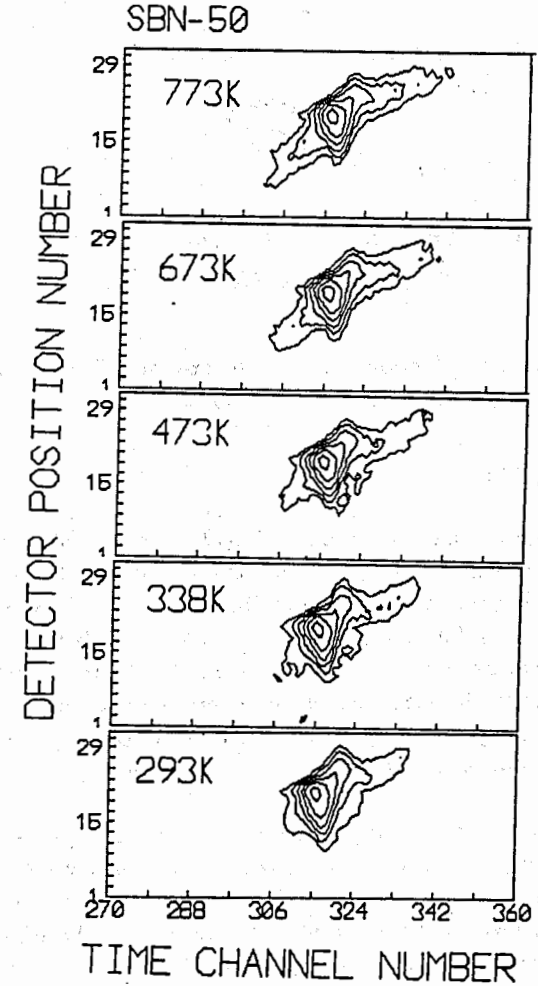 SBN-50
DETECTOR POSITION NUMBER
29
773K
15
1
29
673K
15
1
29
473K
15
1
29
338K
15
1
29
293K
15
1
270 288 306 324 342 360
TIME CHANNEL NUMBER